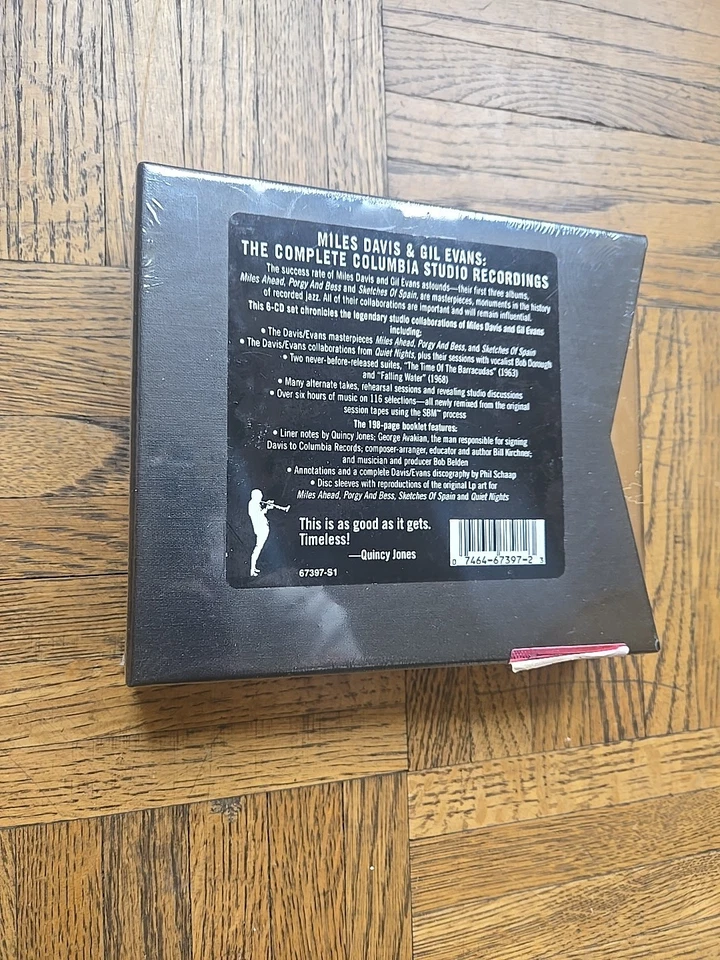 MILES DAVIS & GIL EVANS:
THE COMPLETE COLUMBIA STUDIO RECORDINGS
The success rate of Miles Davis and Gil Evans astounds—their first three albums,
Miles Ahead, Porgy And Bess and Sketches Of Spain, are masterpieces, monuments in the history
of recorded jazz. All of their collaborations are important and will remain influential.
This 6-CD set chronicles the legendary studio collaborations of Miles Davis and Gil Evans
including:
• The Davis/Evans masterpieces Miles Ahead, Porgy And Bess, and Sketches Of Spain
• The Davis/Evans collaborations from Quiet Nights, plus their sessions with vocalist Bob Dorough
• Two never-before-released suites, "The Time Of The Barracudas" (1963)
and "Falling Water" (1968)
• Many alternate takes, rehearsal sessions and revealing studio discussions
• Over six hours of music on 116 selections—all newly remixed from the original
session tapes using the SBM™ process
The 198-page booklet features:
• Liner notes by Quincy Jones; George Avakian, the man responsible for signing
Davis to Columbia Records; composer-arranger, educator and author Bill Kirchner;
and musician and producer Bob Belden
• Annotations and a complete Davis/Evans discography by Phil Schaap
• Disc sleeves with reproductions of the original Lp art for
Miles Ahead, Porgy And Bess, Sketches Of Spain and Quiet Nights
This is as good as it gets.
Timeless!
—Quincy Jones
67397-S1
0 7464-67397-2 3